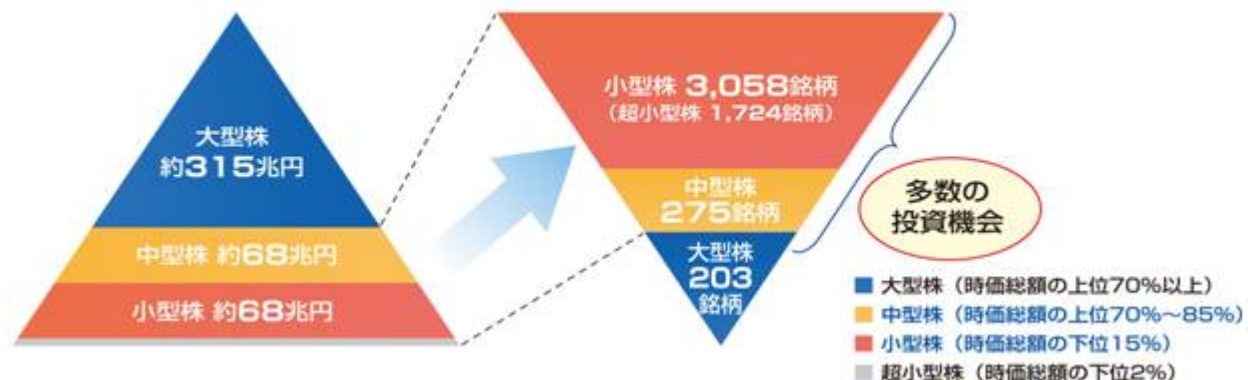 大型株
約315兆円
中型株 約68兆円
小型株 約68兆円
小型株 3,058銘柄
(超小型株 1,724銘柄)
中型株
275銘柄
大型株
203
銘柄
多数の
投資機会
大型株(時価総額の上位70%以上)
中型株(時価総額の上位70%～85%)
小型株(時価総額の下位15%)
超小型株(時価総額の下位2%)